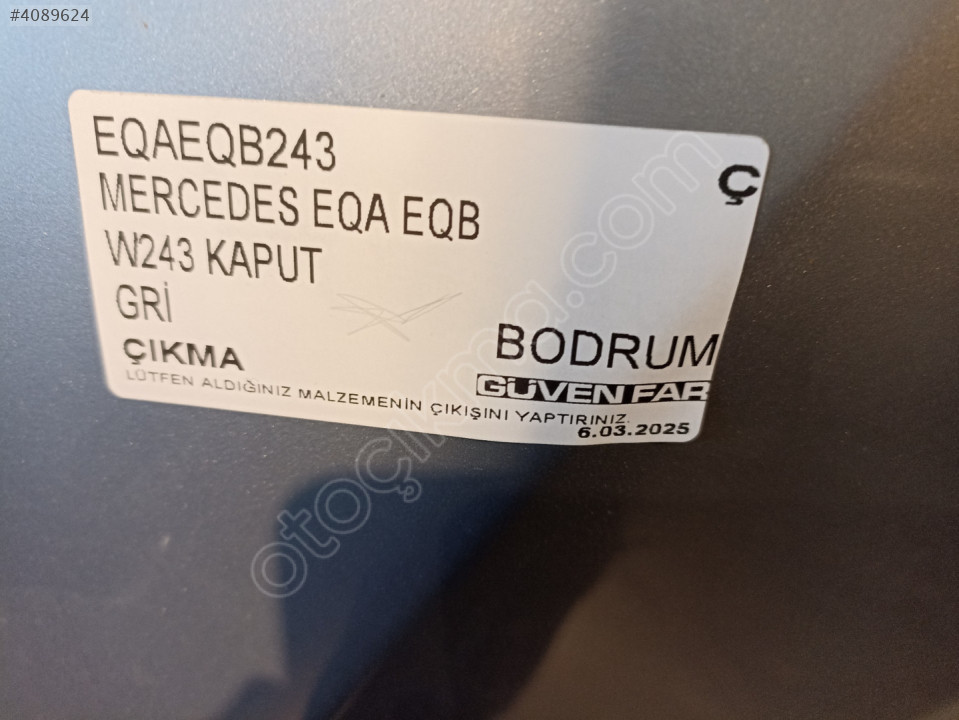 #4089624
EQAEQB243
Ç
MERCEDES EQA EQB
W243 KAPUT
GRİ
BODRUM
ÇIKMA
GÜVEN FAR
LÜTFEN ALDIĞINIZ MALZEMENİN ÇIKIŞINI YAPTIRINIZ.
6.03.2025
otoçıkma.com